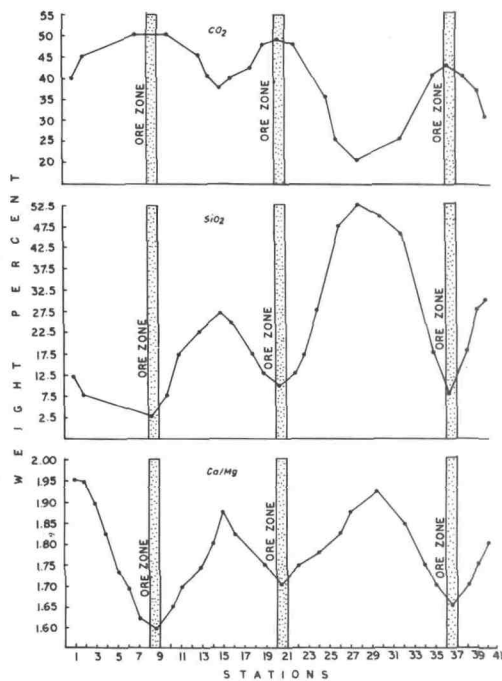 CO2
55
50
45
40
35
30
25
20
ORE ZONE
ORE ZONE
ORE ZONE
WEIGHT PERCENT
SiO2
52.5
47.5
42.5
37.5
32.5
27.5
22.5
17.5
12.5
7.5
2.5
ORE ZONE
ORE ZONE
ORE ZONE
Ca/Mg
2.00
1.95
1.90
1.85
1.80
1.75
1.70
1.65
1.60
ORE ZONE
ORE ZONE
ORE ZONE
1 3 5 7 9 11 13 15 17 19 21 23 25 27 29 31 33 35 37 39 41
STATIONS